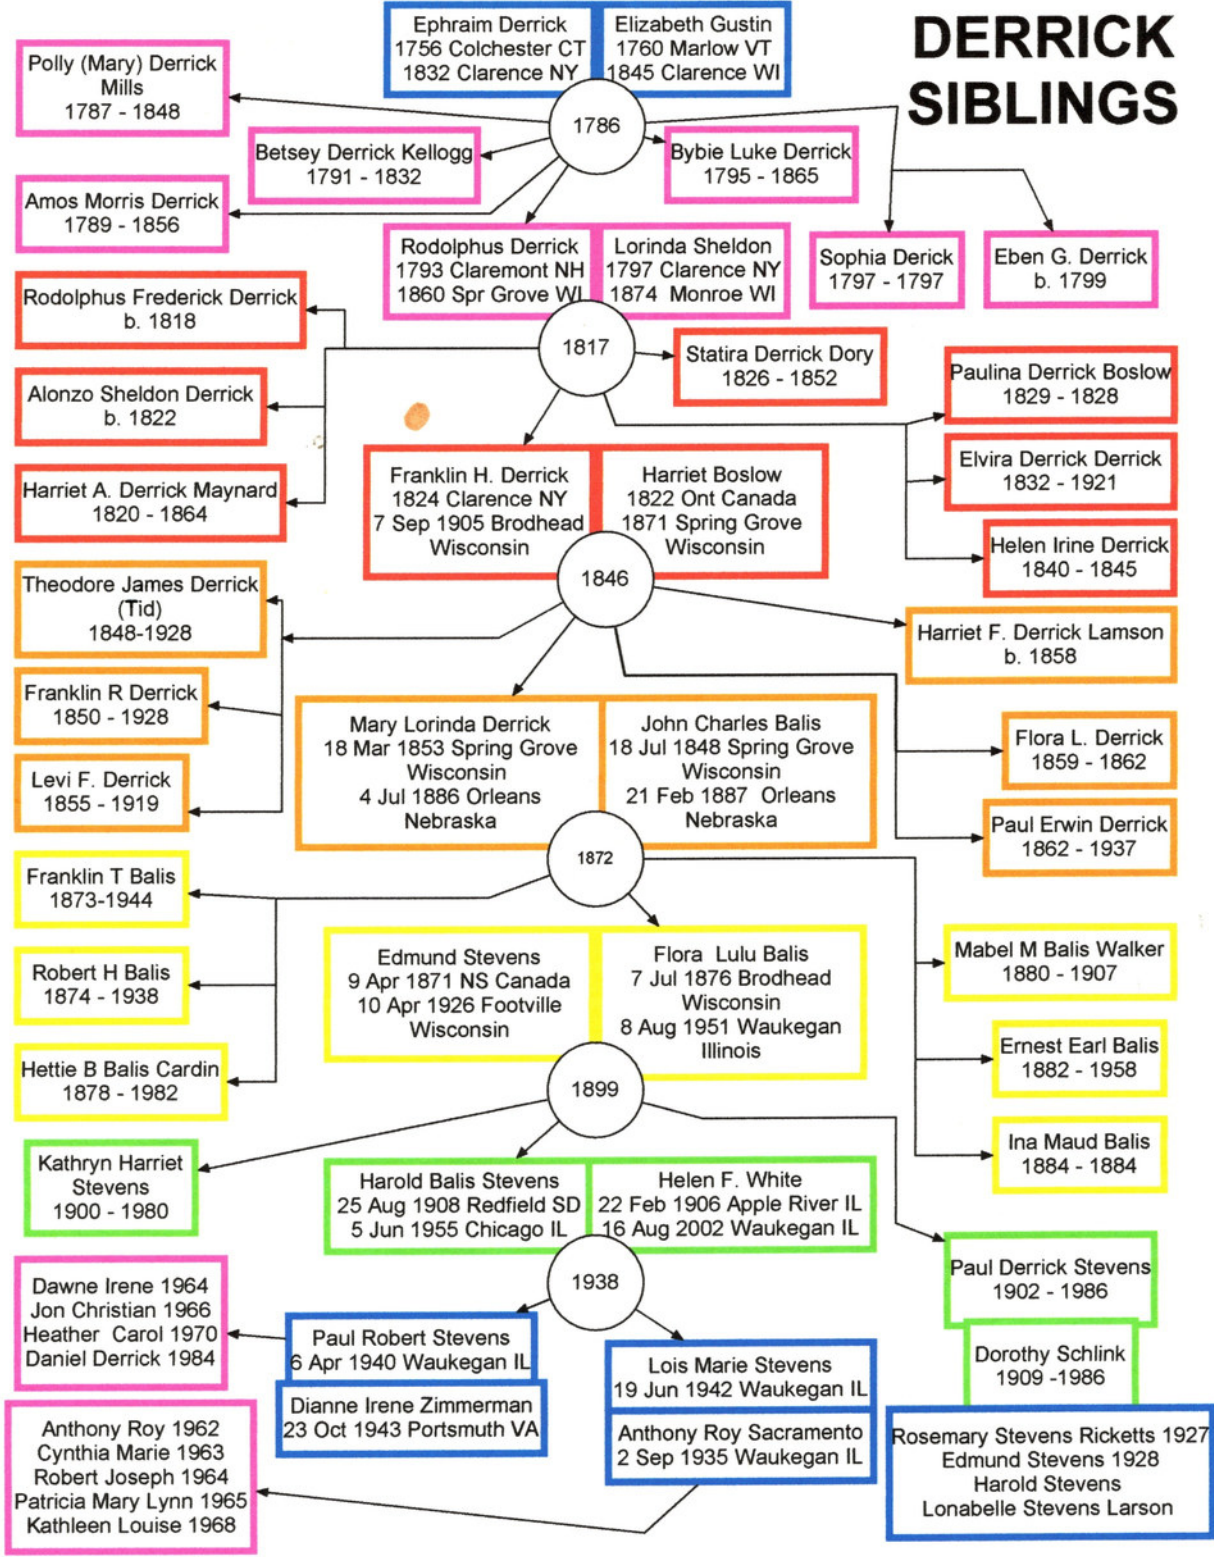 DERRICK
SIBLINGS
Ephraim Derrick
1756 Colchester CT
1832 Clarence NY
Elizabeth Gustin
1760 Marlow VT
1845 Clarence WI
1786
Polly (Mary) Derrick
Mills
1787 - 1848
Betsey Derrick Kellogg
1791 - 1832
Bybie Luke Derrick
1795 - 1865
Amos Morris Derrick
1789 - 1856
Rodolphus Derrick
1793 Claremont NH
1860 Spr Grove WI
Lorinda Sheldon
1797 Clarence NY
1874 Monroe WI
Sophia Derick
1797 - 1797
Eben G. Derrick
b. 1799
1817
Rodolphus Frederick Derrick
b. 1818
Statira Derrick Dory
1826 - 1852
Paulina Derrick Boslow
1829 - 1828
Alonzo Sheldon Derrick
b. 1822
Elvira Derrick Derrick
1832 - 1921
Harriet A. Derrick Maynard
1820 - 1864
Franklin H. Derrick
1824 Clarence NY
7 Sep 1905 Brodhead
Wisconsin
Harriet Boslow
1822 Ont Canada
1871 Spring Grove
Wisconsin
Helen Irine Derrick
1840 - 1845
1846
Theodore James Derrick
(Tid)
1848-1928
Harriet F. Derrick Lamson
b. 1858
Franklin R Derrick
1850 - 1928
Mary Lorinda Derrick
18 Mar 1853 Spring Grove
Wisconsin
4 Jul 1886 Orleans
Nebraska
John Charles Balis
18 Jul 1848 Spring Grove
Wisconsin
21 Feb 1887 Orleans
Nebraska
Flora L. Derrick
1859 - 1862
Levi F. Derrick
1855 - 1919
Paul Erwin Derrick
1862 - 1937
1872
Franklin T Balis
1873-1944
Edmund Stevens
9 Apr 1871 NS Canada
10 Apr 1926 Footville
Wisconsin
Flora Lulu Balis
7 Jul 1876 Brodhead
Wisconsin
8 Aug 1951 Waukegan
Illinois
Mabel M Balis Walker
1880 - 1907
Robert H Balis
1874 - 1938
Ernest Earl Balis
1882 - 1958
Hettie B Balis Cardin
1878 - 1982
1899
Ina Maud Balis
1884 - 1884
Kathryn Harriet
Stevens
1900 - 1980
Harold Balis Stevens
25 Aug 1908 Redfield SD
5 Jun 1955 Chicago IL
Helen F. White
22 Feb 1906 Apple River IL
16 Aug 2002 Waukegan IL
Paul Derrick Stevens
1902 - 1986
1938
Dawne Irene 1964
Jon Christian 1966
Heather Carol 1970
Daniel Derrick 1984
Paul Robert Stevens
6 Apr 1940 Waukegan IL
Dianne Irene Zimmerman
23 Oct 1943 Portsmuth VA
Lois Marie Stevens
19 Jun 1942 Waukegan IL
Anthony Roy Sacramento
2 Sep 1935 Waukegan IL
Dorothy Schlink
1909 -1986
Anthony Roy 1962
Cynthia Marie 1963
Robert Joseph 1964
Patricia Mary Lynn 1965
Kathleen Louise 1968
Rosemary Stevens Ricketts 1927
Edmund Stevens 1928
Harold Stevens
Lonabelle Stevens Larson